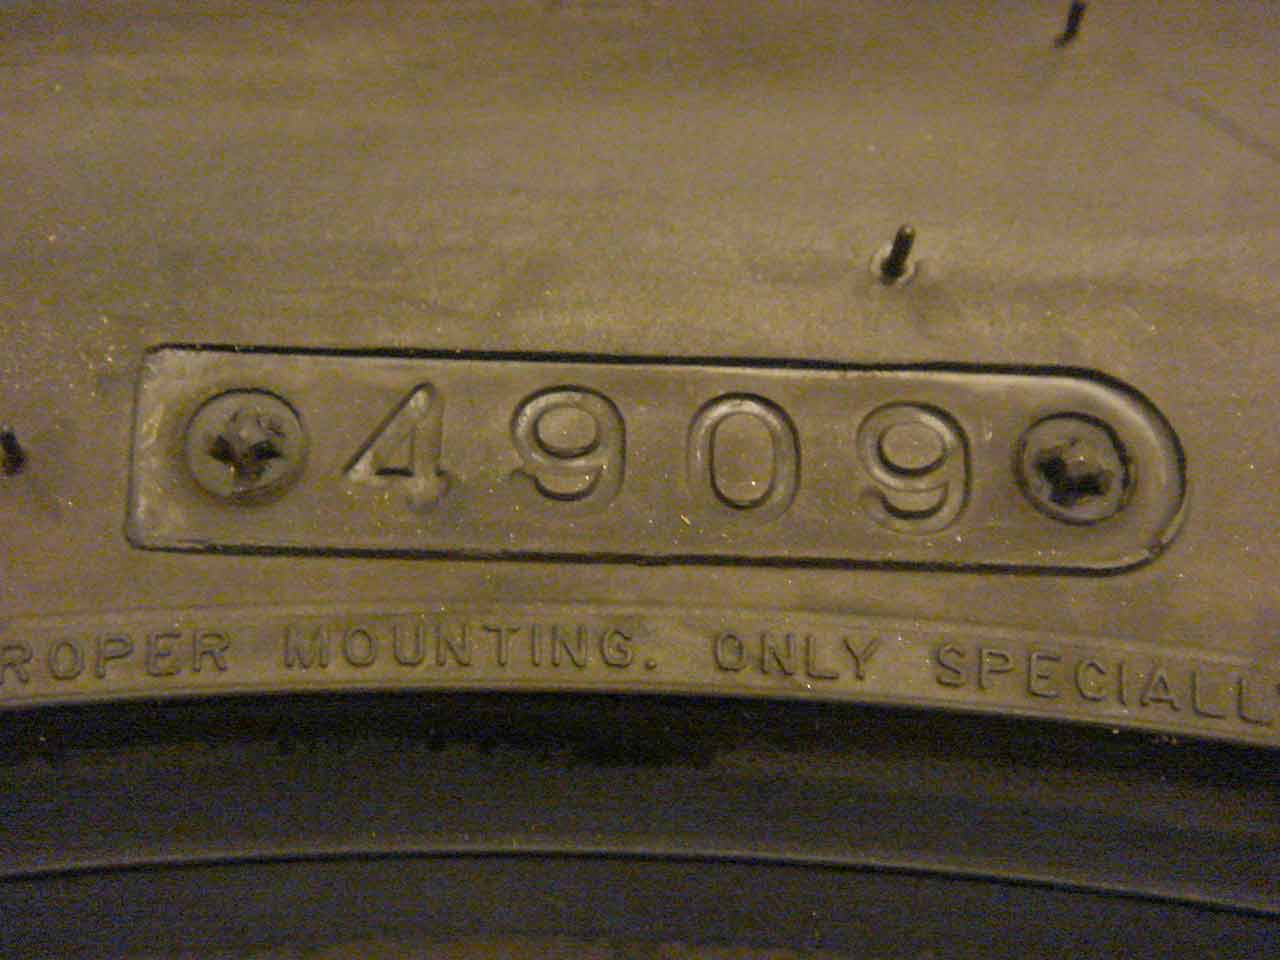 4909
ROPER MOUNTING. ONLY SPECIALL